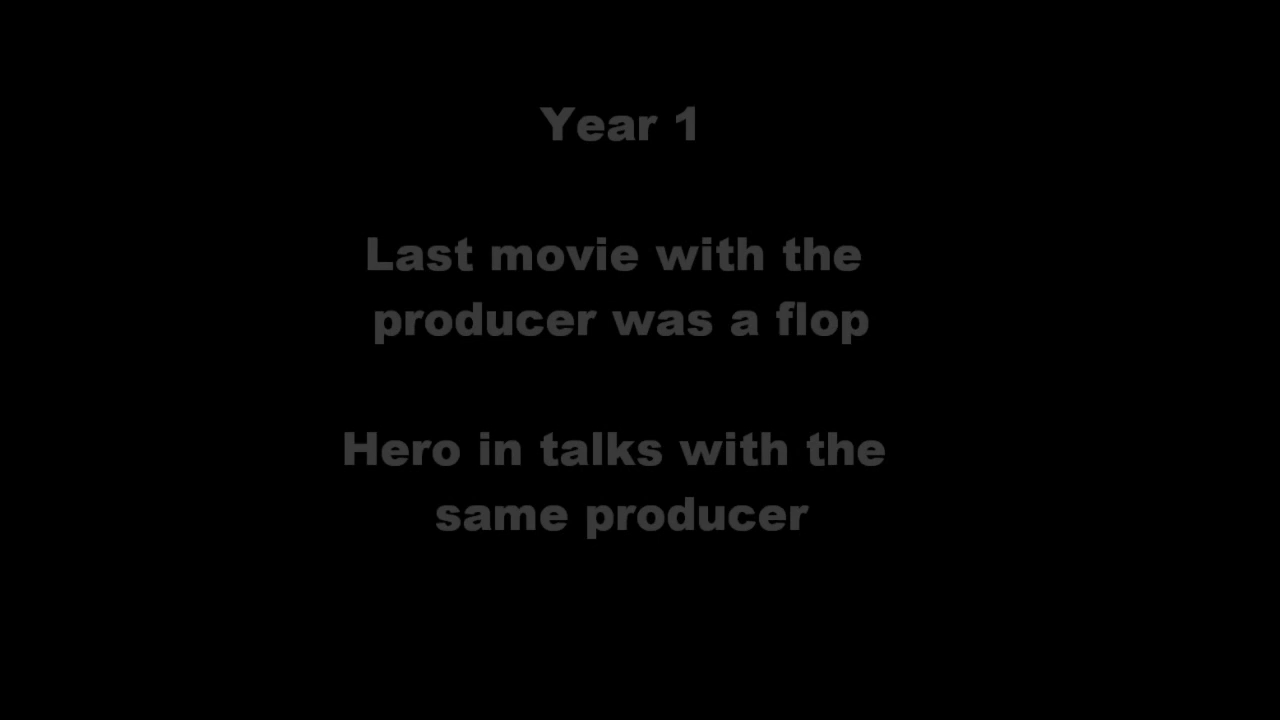 Year 1
Last movie with the
producer was a flop
Hero in talks with the
same producer